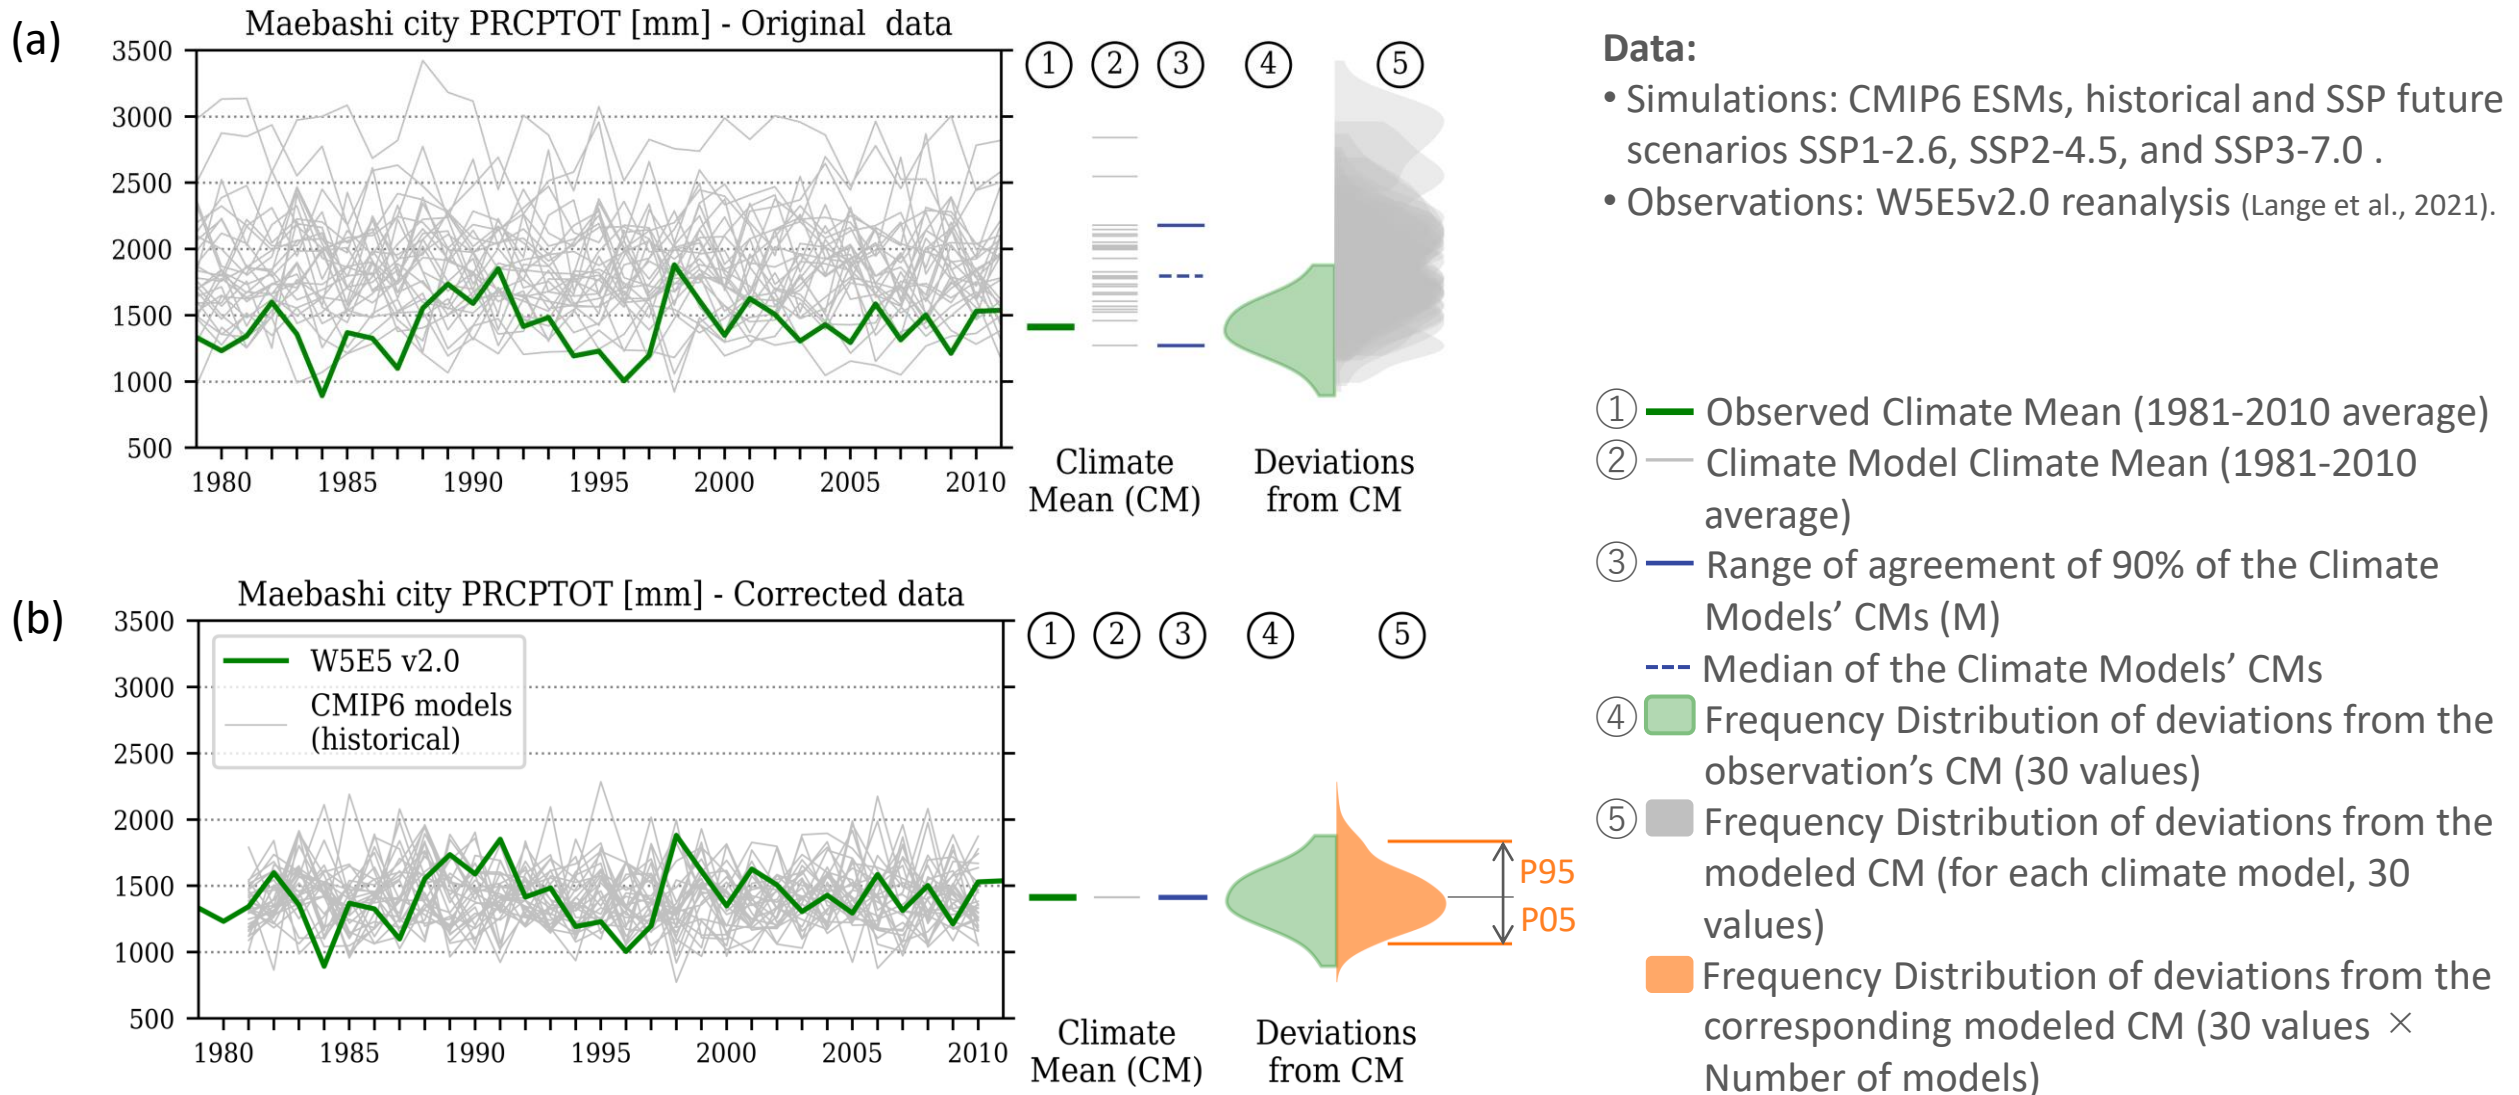 (a)
Maebashi city PRCPTOT [mm] - Original data
3500
3000
2500
2000
1500
1000
500
1980
1985
1990
1995
2000
2005
2010
1
2
3
4
5
Climate
Mean (CM)
Deviations
from CM
(b)
Maebashi city PRCPTOT [mm] - Corrected data
3500
3000
2500
2000
1500
1000
500
W5E5 v2.0
CMIP6 models
(historical)
1980
1985
1990
1995
2000
2005
2010
1
2
3
4
5
P95
P05
Climate
Mean (CM)
Deviations
from CM
Data:
• Simulations: CMIP6 ESMs, historical and SSP future
scenarios SSP1-2.6, SSP2-4.5, and SSP3-7.0 .
• Observations: W5E5v2.0 reanalysis (Lange et al., 2021).
① Observed Climate Mean (1981-2010 average)
② Climate Model Climate Mean (1981-2010
average)
③ Range of agreement of 90% of the Climate
Models’ CMs (M)
Median of the Climate Models’ CMs
④ Frequency Distribution of deviations from the
observation’s CM (30 values)
⑤ Frequency Distribution of deviations from the
modeled CM (for each climate model, 30
values)
Frequency Distribution of deviations from the
corresponding modeled CM (30 values ×
Number of models)